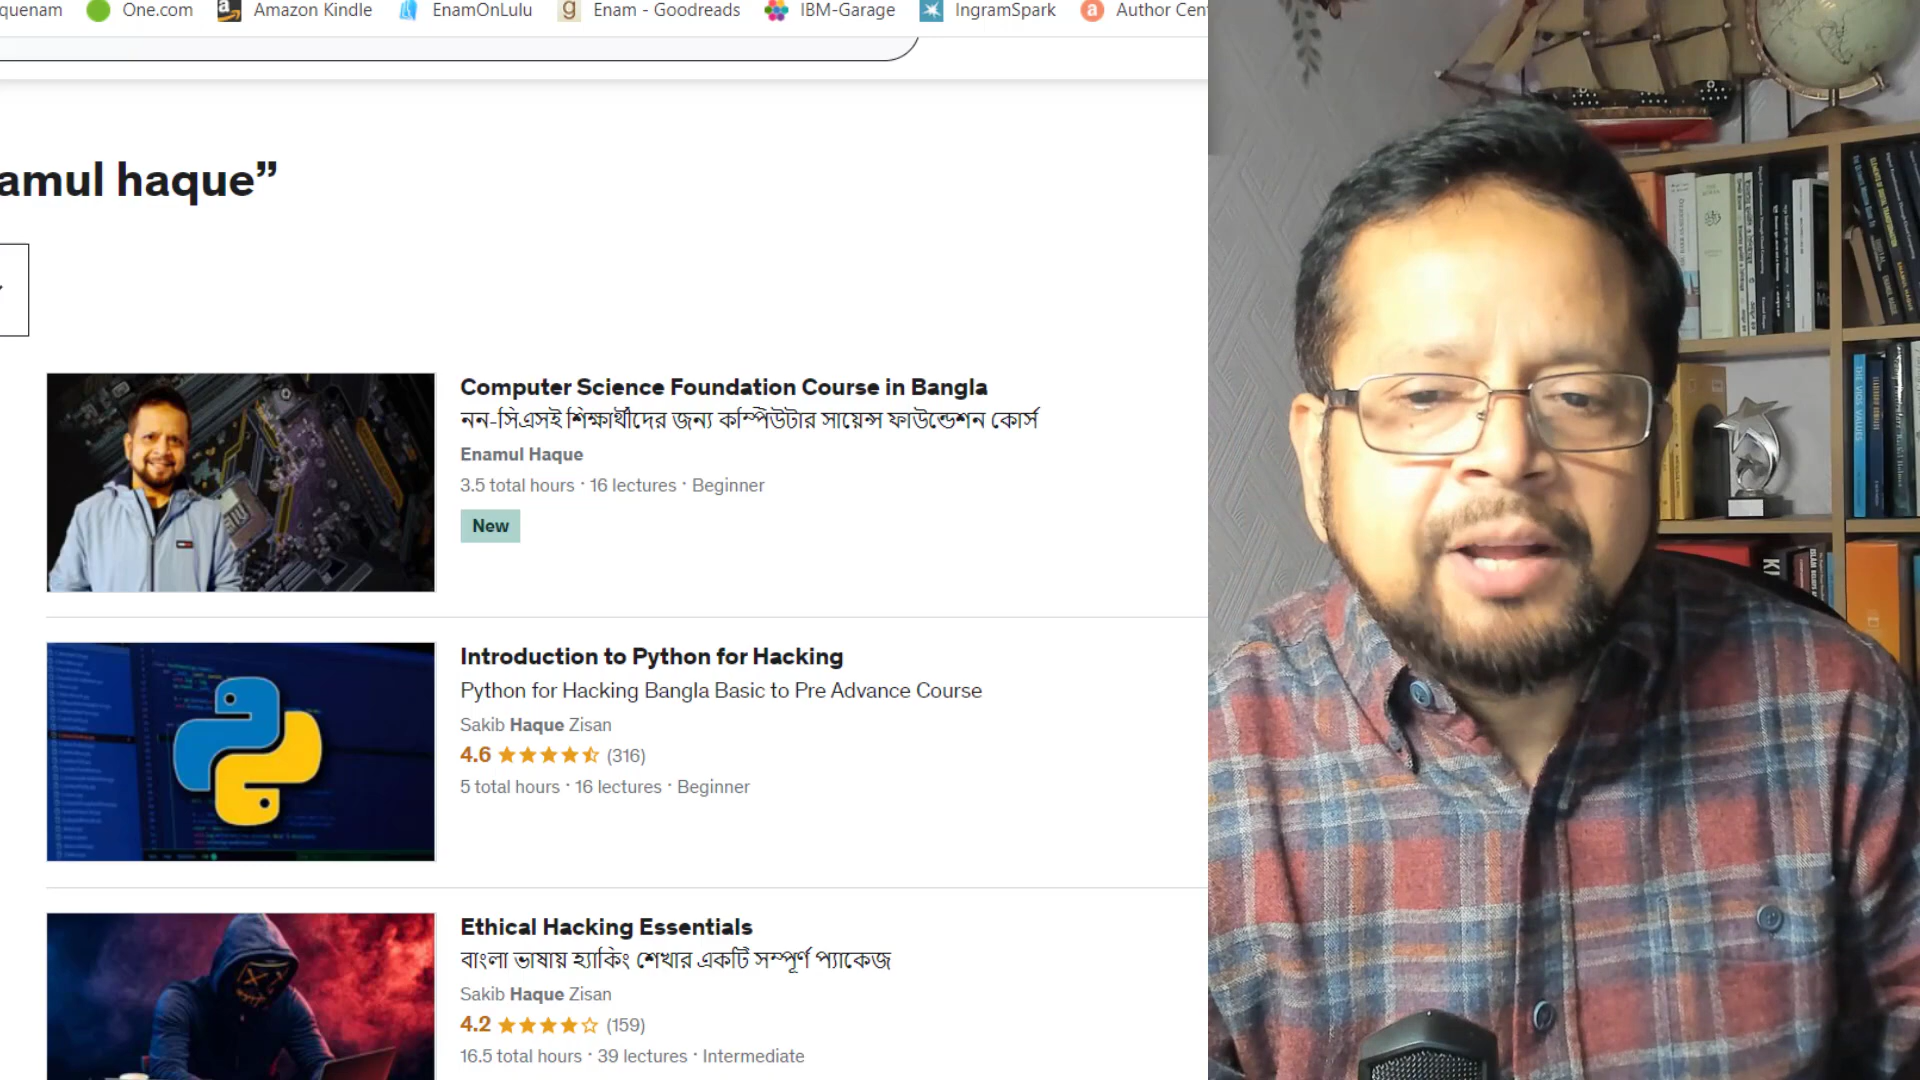 quenam One.com Amazon Kindle EnamOnLulu Enam - Goodreads IBM-Garage IngramSpark Author Cen
amul haque”
Computer Science Foundation Course in Bangla
নন-সিএসই শিক্ষার্থীদের জন্য কম্পিউটার সায়েন্স ফাউন্ডেশন কোর্স
Enamul Haque
3.5 total hours · 16 lectures · Beginner
New
Introduction to Python for Hacking
Python for Hacking Bangla Basic to Pre Advance Course
Sakib Haque Zisan
4.6 (316)
5 total hours · 16 lectures · Beginner
Ethical Hacking Essentials
বাংলা ভাষায় হ্যাকিং শেখার একটি সম্পূর্ণ প্যাকেজ
Sakib Haque Zisan
4.2 (159)
16.5 total hours · 39 lectures · Intermediate
THE VIOS VALUES